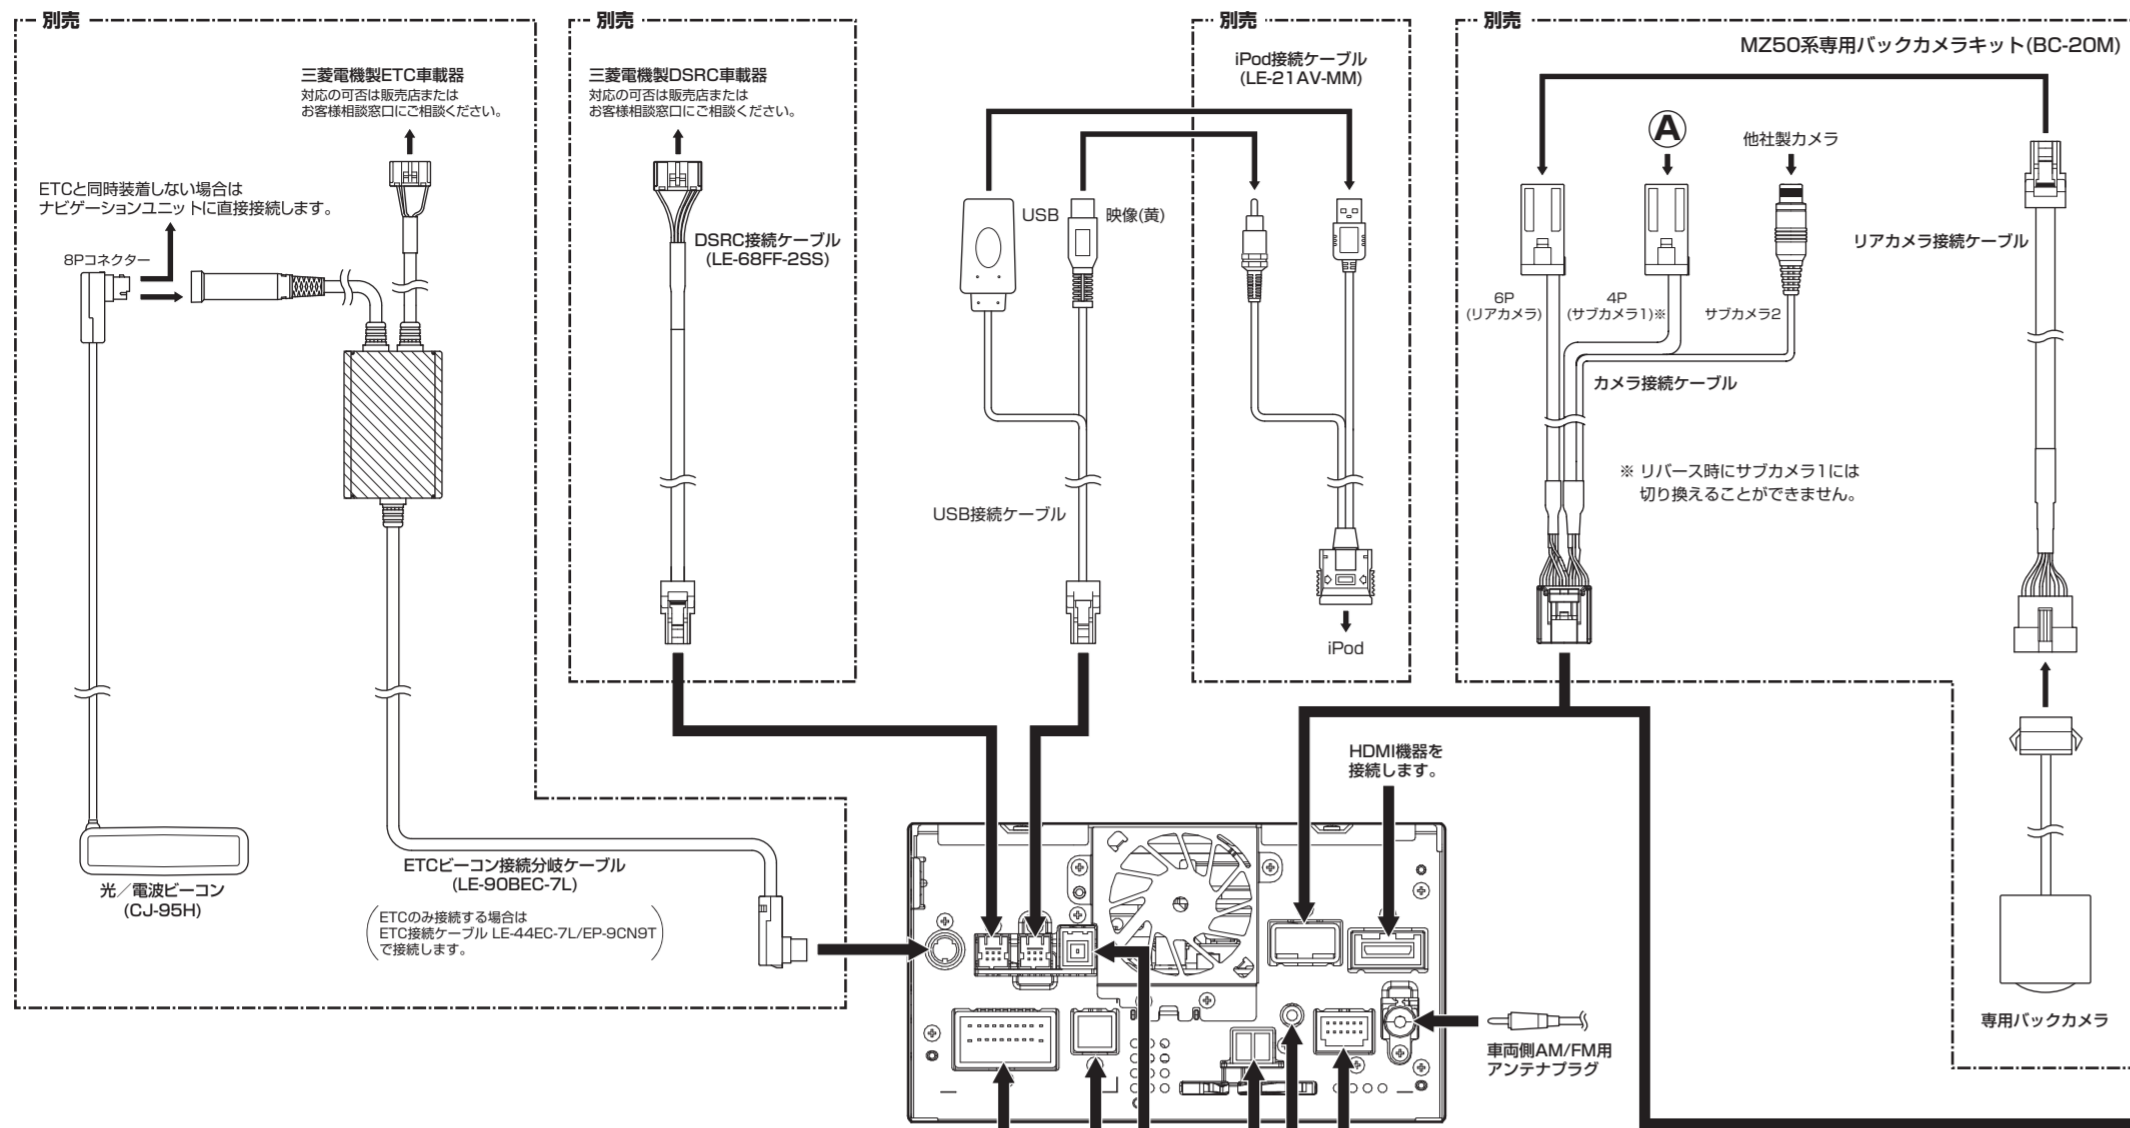 別売
三菱電機製ETC車載器
対応の可否は販売店または
お客様相談窓口にご相談ください。
ETCと同時装着しない場合は
ナビゲーションユニットに直接接続します。
8Pコネクター
光／電波ビーコン
(CJ-95H)
ETCビーコン接続分岐ケーブル
(LE-90BEC-7L)
ETCのみ接続する場合は
ETC接続ケーブル LE-44EC-7L/EP-9CN9T
で接続します。
別売
三菱電機製DSRC車載器
対応の可否は販売店または
お客様相談窓口にご相談ください。
DSRC接続ケーブル
(LE-68FF-2SS)
USB
映像(黄)
USB接続ケーブル
別売
iPod接続ケーブル
(LE-21AV-MM)
iPod
別売
MZ50系専用バックカメラキット(BC-20M)
A
他社製カメラ
リアカメラ接続ケーブル
6P
(リアカメラ)
4P
(サブカメラ1)※
サブカメラ2
カメラ接続ケーブル
※ リバース時にサブカメラ1には
切り換えることができません。
専用バックカメラ
HDMI機器を
接続します。
車両側AM/FM用
アンテナプラグ